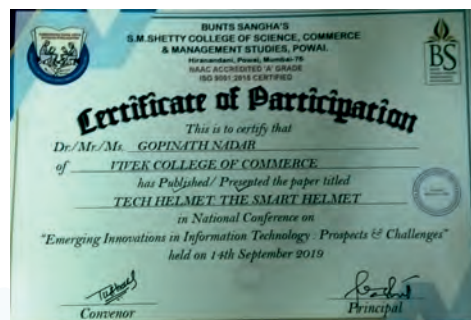 BUNTS SANGHA'S
S.M.SHETTY COLLEGE OF SCIENCE, COMMERCE
& MANAGEMENT STUDIES, POWAI.
Hiranandani, Powai, Mumbai-76
NAAC ACCREDITED 'A' GRADE
ISO 9001:2015 CERTIFIED
BS
Certificate of Participation
This is to certify that
Dr./Mr./Ms. GOPINATH NADAR
of VIVEK COLLEGE OF COMMERCE
has Published/ Presented the paper titled
TECH HELMET THE SMART HELMET
in National Conference on
"Emerging Innovations in Information Technology : Prospects & Challenges"
held on 14th September 2019
Convenor Principal